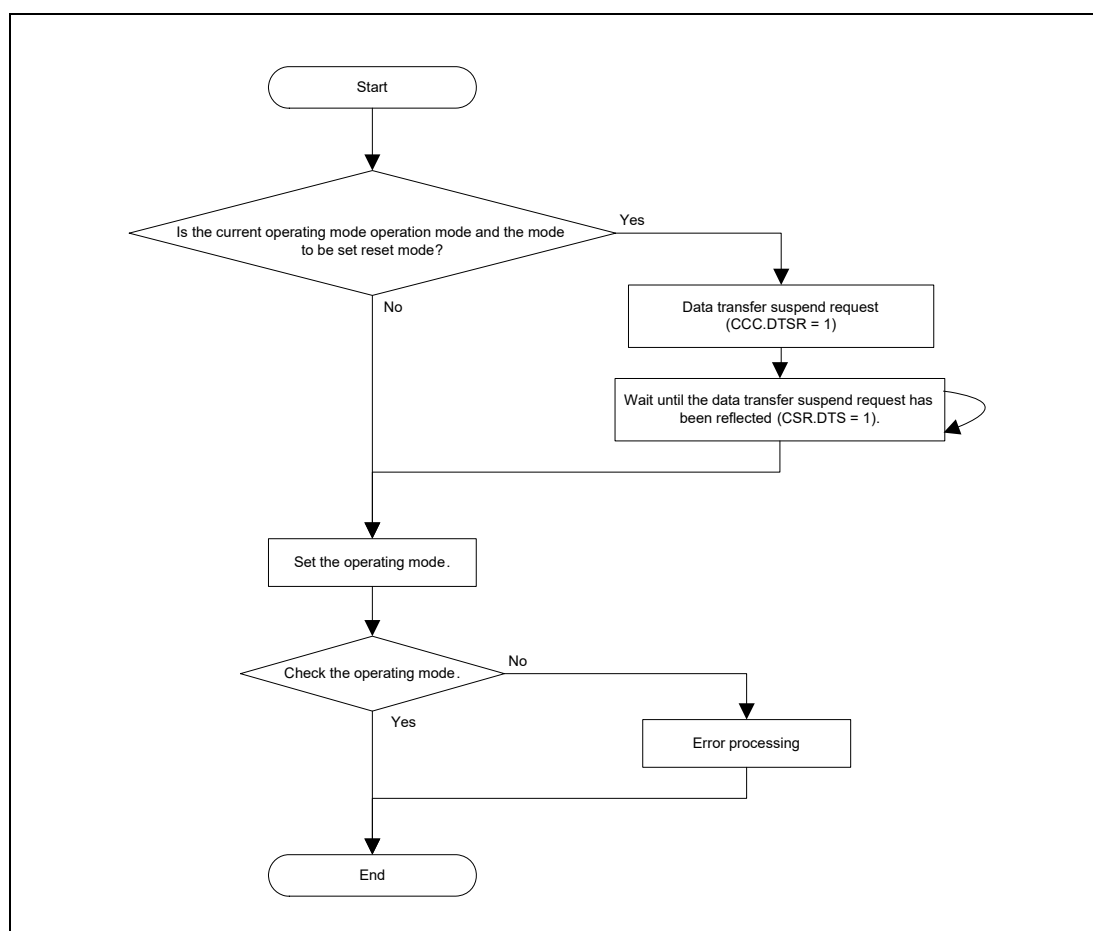 Start
Is the current operating mode operation mode and the mode
to be set reset mode?
Yes
No
Data transfer suspend request
(CCC.DTSR = 1)
Wait until the data transfer suspend request has
been reflected (CSR.DTS = 1).
Set the operating mode.
Check the operating mode.
No
Yes
Error processing
End